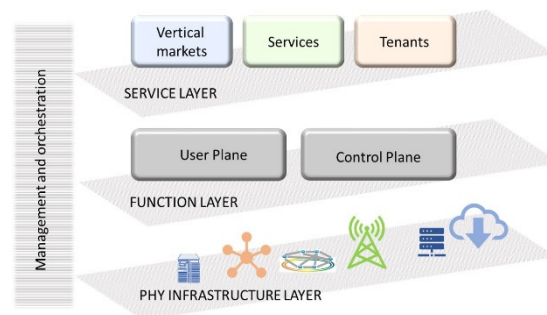 Management and orchestration
Vertical
markets
Services
Tenants
SERVICE LAYER
User Plane
Control Plane
FUNCTION LAYER
PHY INFRASTRUCTURE LAYER